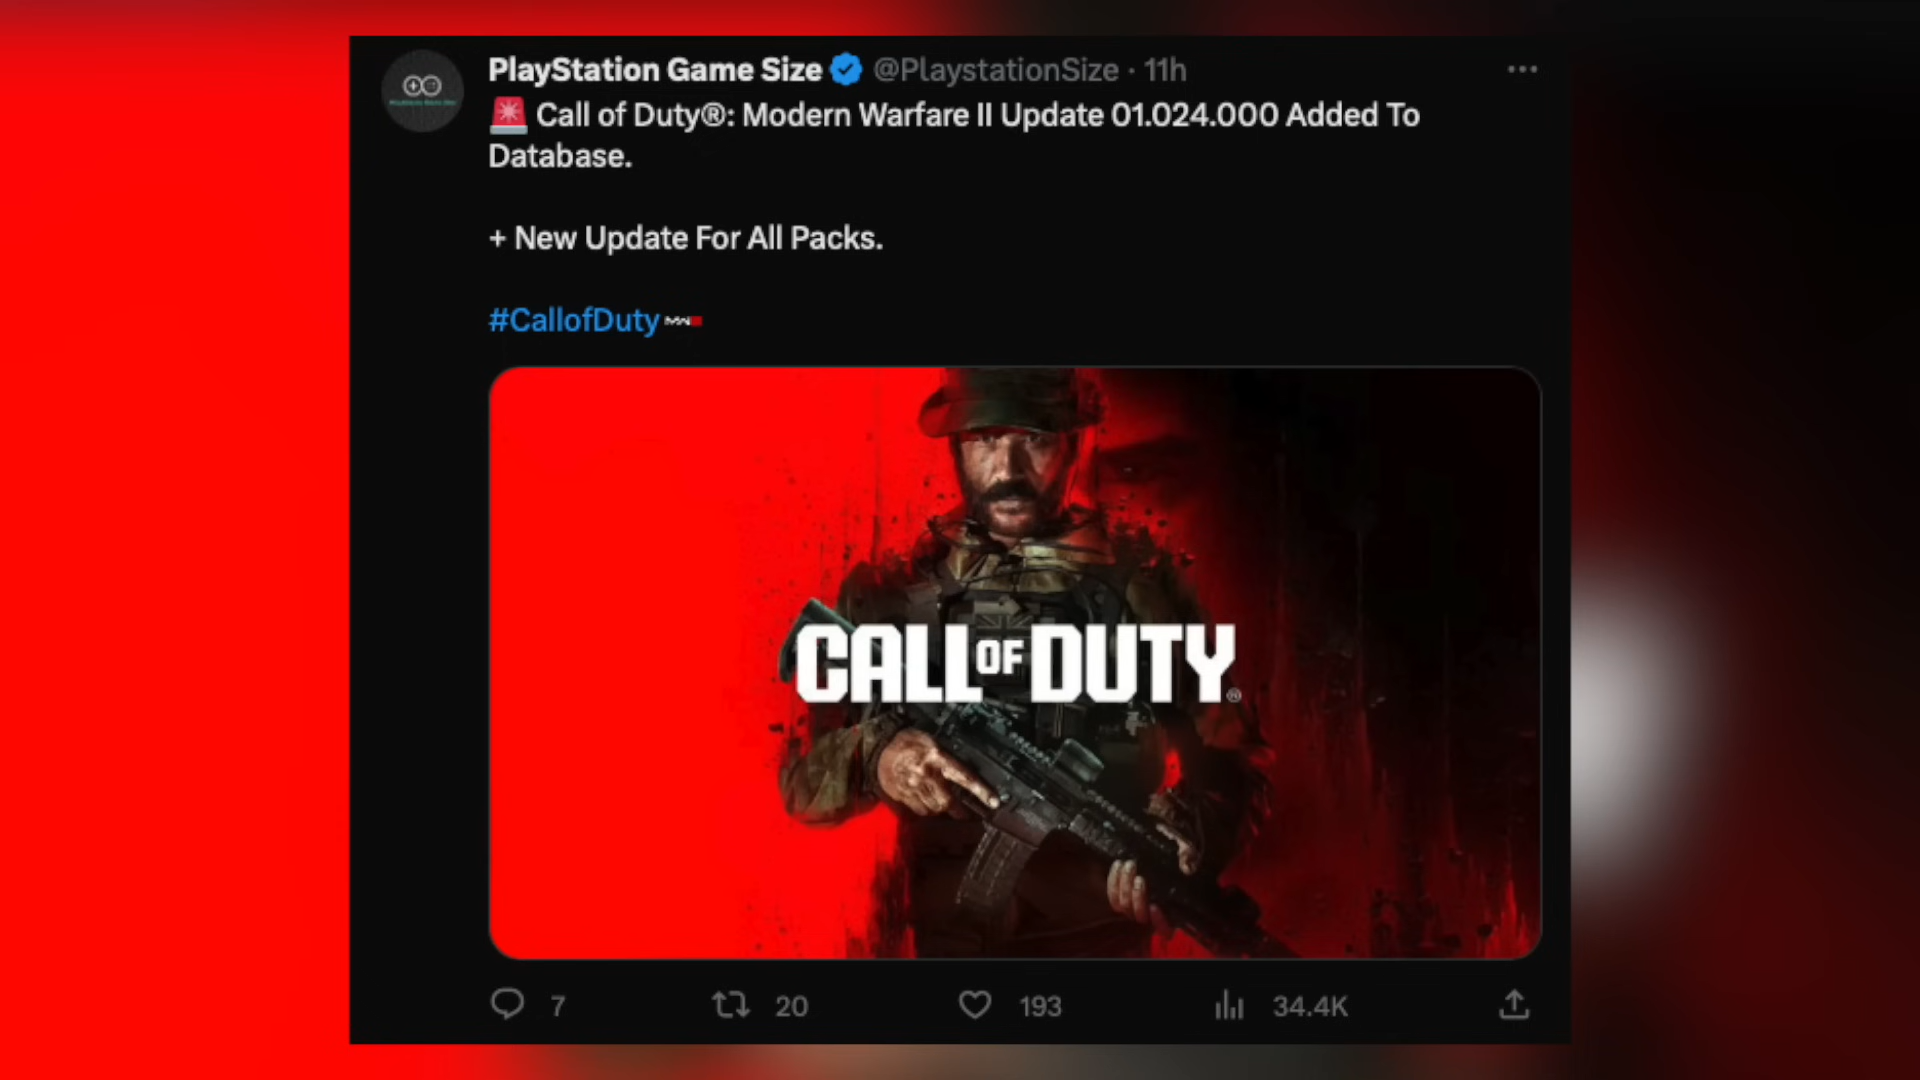 PlayStation Game Size @PlaystationSize · 11h
🚨 Call of Duty®: Modern Warfare II Update 01.024.000 Added To
Database.
+ New Update For All Packs.
#CallofDuty
CALL OF DUTY®
7 20 193 34.4K